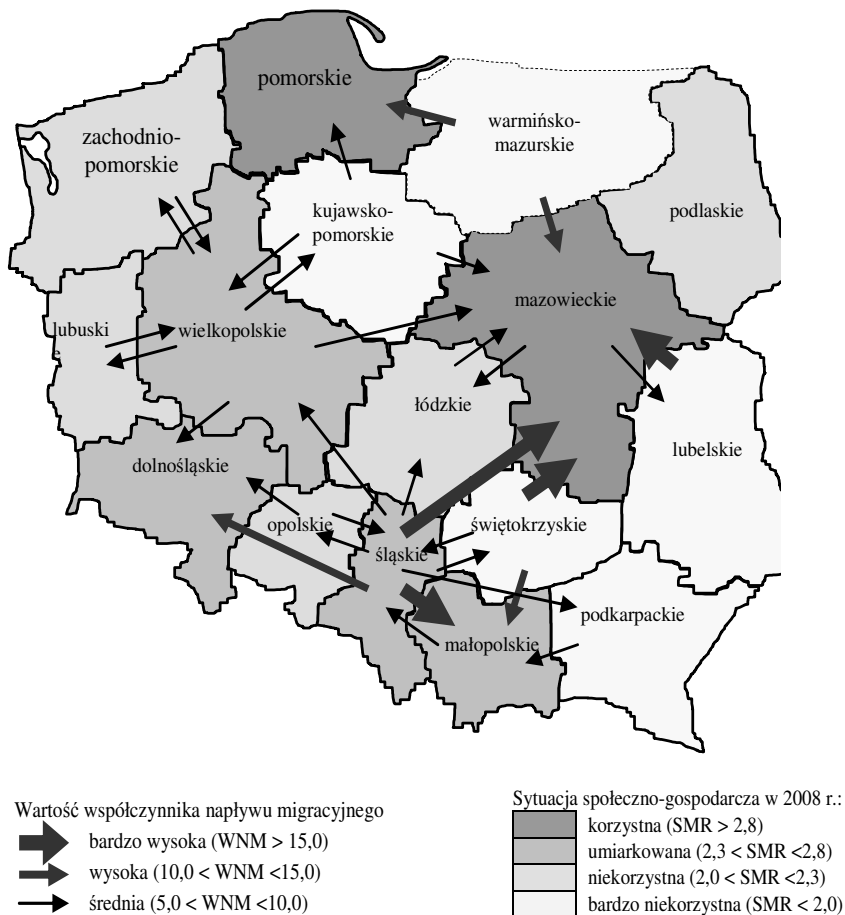 pomorskie
zachodnio-
pomorskie
warmińsko-
mazurskie
podlaskie
kujawsko-
pomorskie
mazowieckie
lubuski
e
wielkopolskie
łódzkie
lubelskie
dolnośląskie
opolskie
śląskie
świętokrzyskie
podkarpackie
małopolskie
Wartość współczynnika napływu migracyjnego
bardzo wysoka (WNM > 15,0)
wysoka (10,0 < WNM <15,0)
średnia (5,0 < WNM <10,0)
Sytuacja społeczno-gospodarcza w 2008 r.:
korzystna (SMR > 2,8)
umiarkowana (2,3 < SMR <2,8)
niekorzystna (2,0 < SMR <2,3)
bardzo niekorzystna (SMR < 2,0)